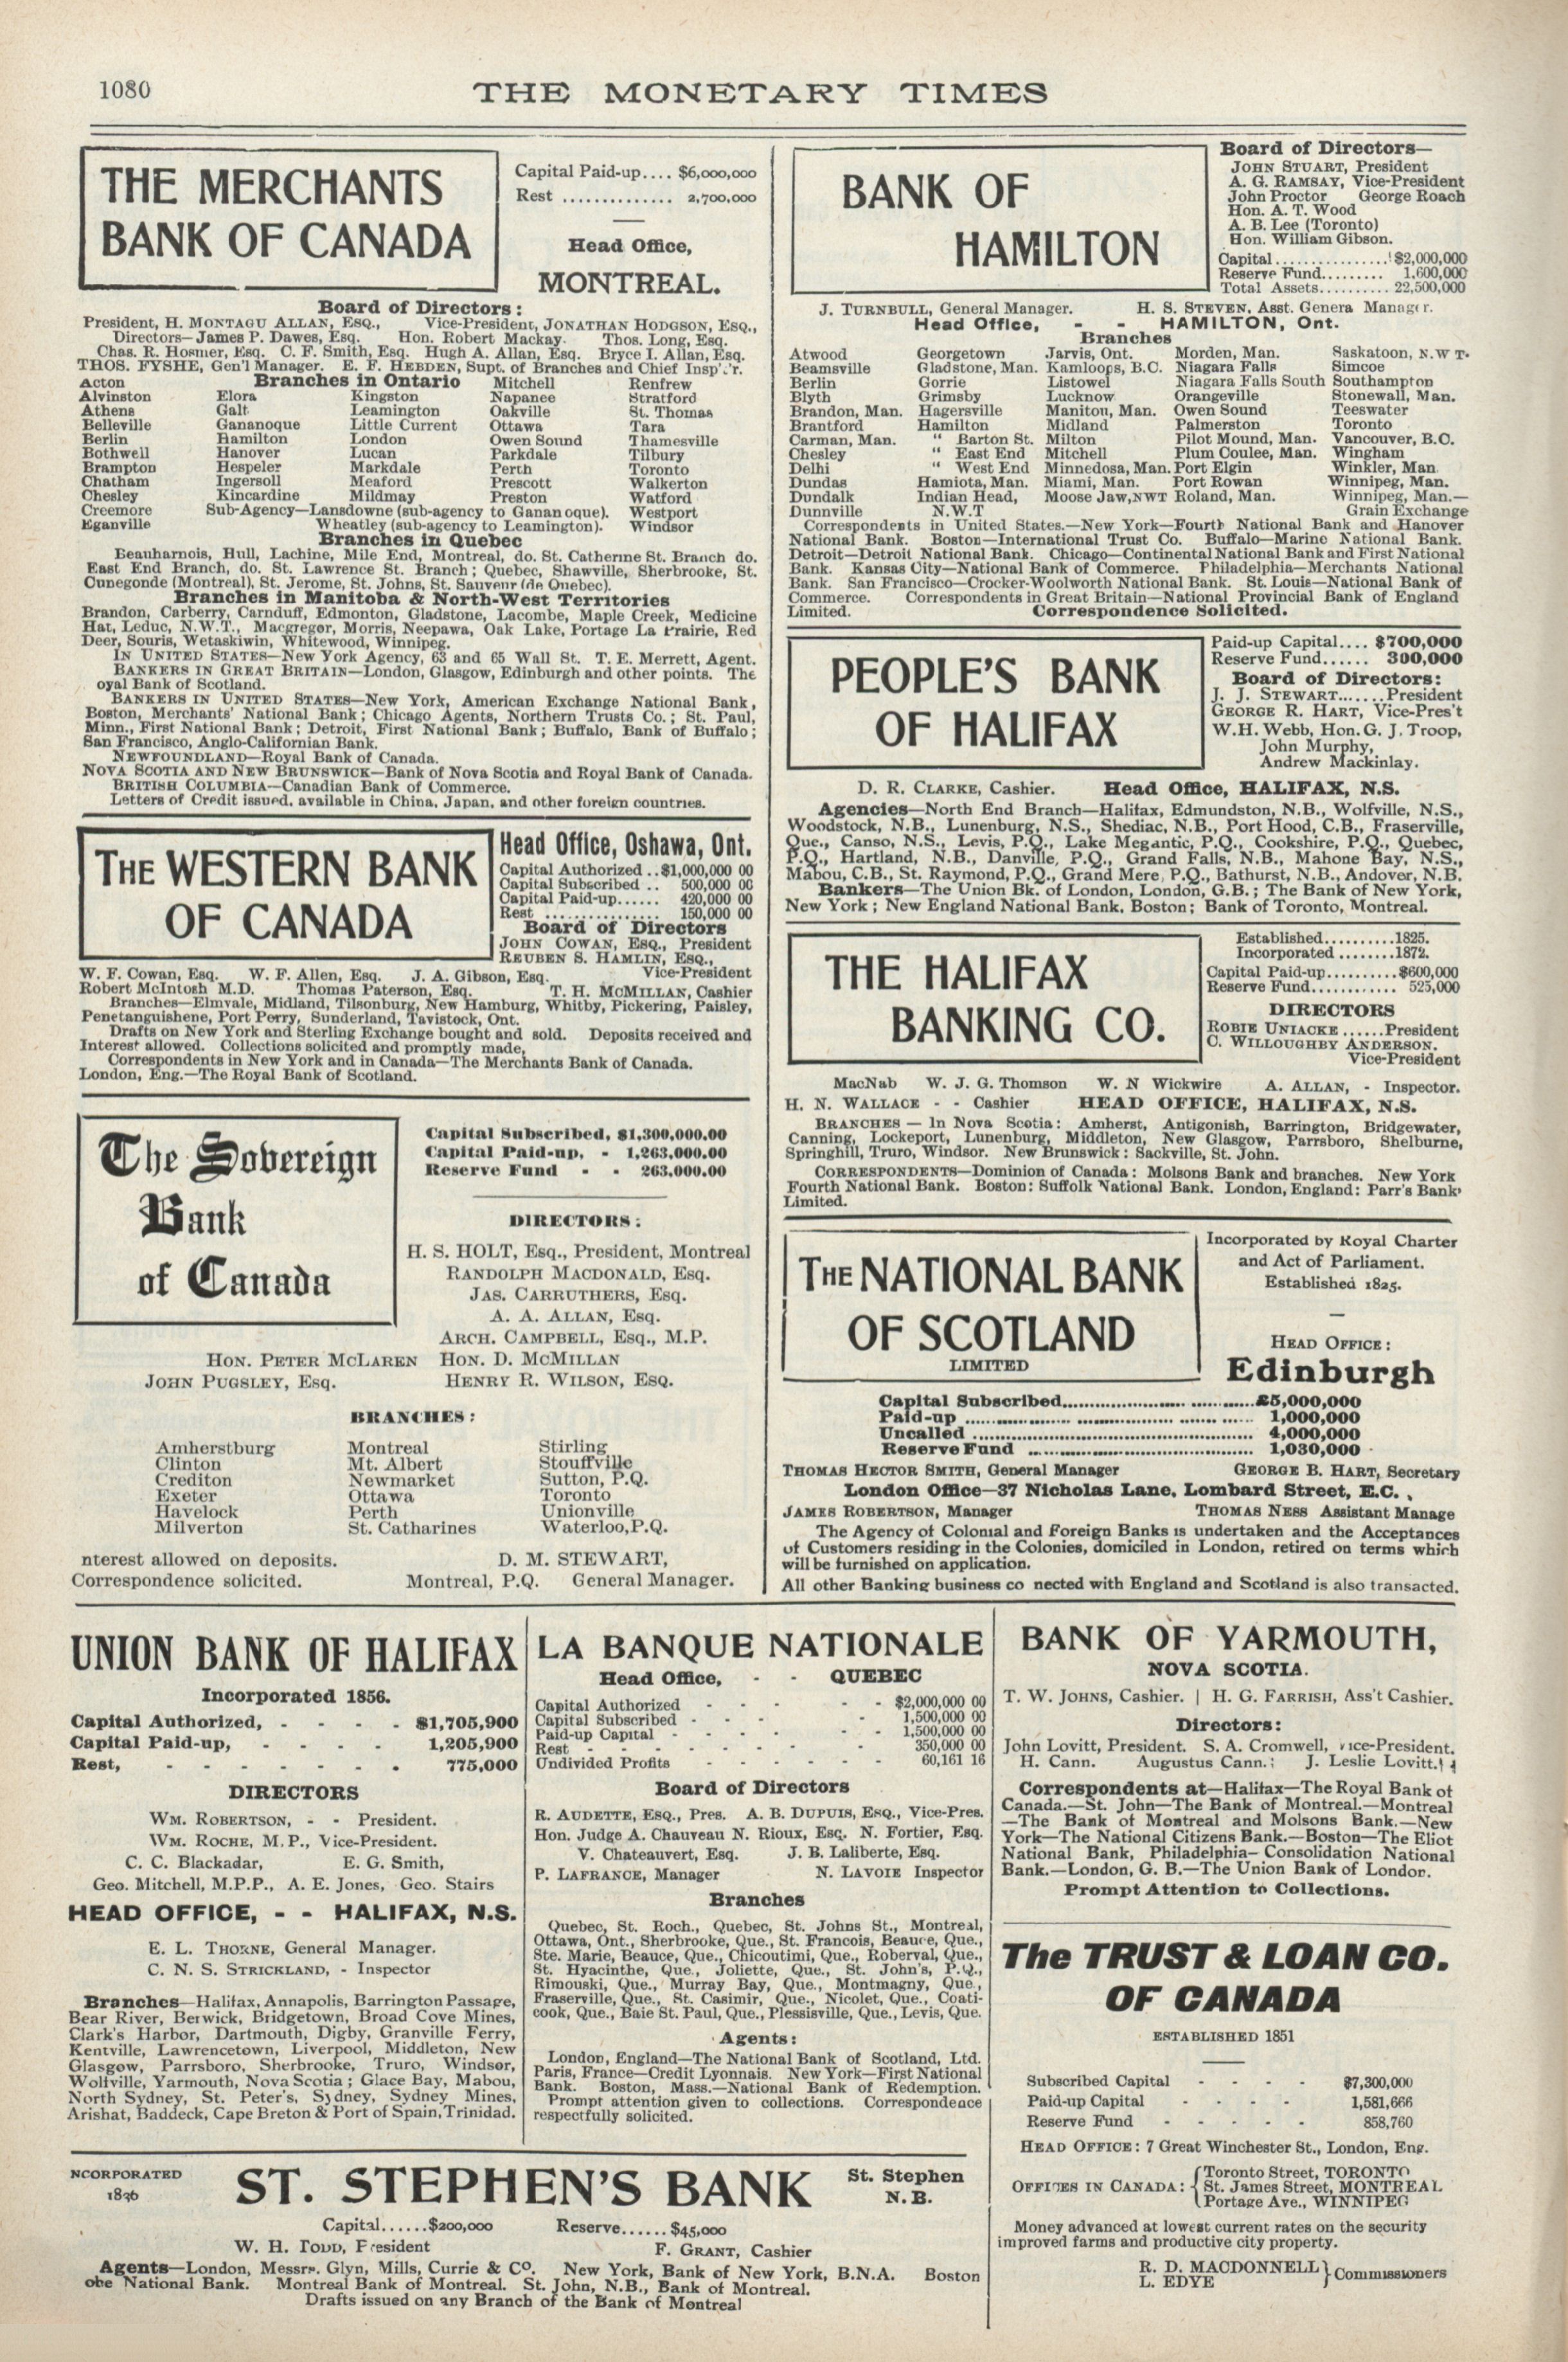 1080
THE MONETARY TIMES
THE MERCHANTS
BANK OF CANADA
Capital Paid-up.... $6,000,000
Rest .............. 2,700,000
Head Office,
MONTREAL.
Board of Directors:
President, H. MONTAGU ALLAN, ESQ., Vice-President, JONATHAN HODGSON, ESQ.,
Directors—James P. Dawes, Esq. Hon. Robert Mackay. Thos. Long, Esq.
Chas. R. Hosmer, Esq. C. F. Smith, Esq. Hugh A. Allan, Esq. Bryce I. Allan, Esq.
THOS. FYSHE, Gen'l Manager. E. F. HEBDEN, Supt. of Branches and Chief Insp'r.
Acton Branches in Ontario Mitchell Renfrew
Alvinston Elora Kingston Napanee Stratford
Athens Galt Leamington Oakville St. Thomas
Belleville Gananoque Little Current Ottawa Tara
Berlin Hamilton London Owen Sound Thamesville
Bothwell Hanover Lucan Parkdale Tilbury
Brampton Hespeler Markdale Perth Toronto
Chatham Ingersoll Meaford Prescott Walkerton
Chesley Kincardine Mildmay Preston Watford
Creemore Sub-Agency—Lansdowne (sub-agency to Gananoque). Westport
Eganville Wheatley (sub-agency to Leamington). Windsor
Branches in Quebec
Beauharnois, Hull, Lachine, Mile End, Montreal, do. St. Catherine St. Branch do.
East End Branch, do. St. Lawrence St. Branch; Quebec, Shawville, Sherbrooke, St.
Cunegonde (Montreal), St. Jerome, St. Johns, St. Sauveur (de Quebec).
Branches in Manitoba & North-West Territories
Brandon, Carberry, Carnduff, Edmonton, Gladstone, Lacombe, Maple Creek, Medicine
Hat, Leduc, N.W.T., Macgregor, Morris, Neepawa, Oak Lake, Portage La Prairie, Red
Deer, Souris, Wetaskiwin, Whitewood, Winnipeg.
IN UNITED STATES—New York Agency, 63 and 65 Wall St. T. E. Merrett, Agent.
BANKERS IN GREAT BRITAIN—London, Glasgow, Edinburgh and other points. The
oyal Bank of Scotland.
BANKERS IN UNITED STATES—New York, American Exchange National Bank,
Boston, Merchants' National Bank; Chicago Agents, Northern Trusts Co.; St. Paul,
Minn., First National Bank; Detroit, First National Bank; Buffalo, Bank of Buffalo;
San Francisco, Anglo-Californian Bank.
NEWFOUNDLAND—Royal Bank of Canada.
NOVA SCOTIA AND NEW BRUNSWICK—Bank of Nova Scotia and Royal Bank of Canada.
BRITISH COLUMBIA—Canadian Bank of Commerce.
Letters of Credit issued, available in China, Japan, and other foreign countries.
THE WESTERN BANK
OF CANADA
Head Office, Oshawa, Ont.
Capital Authorized ..$1,000,000 00
Capital Subscribed .. 500,000 00
Capital Paid-up...... 420,000 00
Rest ................ 150,000 00
Board of Directors
JOHN COWAN, ESQ., President
REUBEN S. HAMLIN, ESQ.,
Vice-President
W. F. Cowan, Esq. W. F. Allen, Esq. J. A. Gibson, Esq.
Robert McIntosh M.D. Thomas Paterson, Esq. T. H. MCMILLAN, Cashier
Branches—Elmvale, Midland, Tilsonburg, New Hamburg, Whitby, Pickering, Paisley,
Penetanguishene, Port Perry, Sunderland, Tavistock, Ont.
Drafts on New York and Sterling Exchange bought and sold. Deposits received and
Interest allowed. Collections solicited and promptly made,
Correspondents in New York and in Canada—The Merchants Bank of Canada.
London, Eng.—The Royal Bank of Scotland.
The Sovereign
Bank
of Canada
Capital Subscribed, $1,300,000.00
Capital Paid-up, - 1,263,000.00
Reserve Fund - - 263,000.00
DIRECTORS:
H. S. HOLT, Esq., President, Montreal
RANDOLPH MACDONALD, Esq.
JAS. CARRUTHERS, Esq.
A. A. ALLAN, Esq.
ARCH. CAMPBELL, Esq., M.P.
HON. PETER MCLAREN HON. D. MCMILLAN
JOHN PUGSLEY, Esq. HENRY R. WILSON, ESQ.
BRANCHES:
Amherstburg Montreal Stirling
Clinton Mt. Albert Stouffville
Crediton Newmarket Sutton, P.Q.
Exeter Ottawa Toronto
Havelock Perth Unionville
Milverton St. Catharines Waterloo, P.Q.
nterest allowed on deposits. D. M. STEWART,
Correspondence solicited. Montreal, P.Q. General Manager.
BANK OF
HAMILTON
Board of Directors—
JOHN STUART, President
A. G. RAMSAY, Vice-President
John Proctor George Roach
Hon. A. T. Wood
A. B. Lee (Toronto)
Hon. William Gibson.
Capital................$2,000,000
Reserve Fund......... 1,600,000
Total Assets.......... 22,500,000
J. TURNBULL, General Manager. H. S. STEVEN, Asst. Genera Manager.
Head Office, - - HAMILTON, Ont.
Branches
Atwood Georgetown Jarvis, Ont. Morden, Man. Saskatoon, N.W T.
Beamsville Gladstone, Man. Kamloops, B.C. Niagara Falls Simcoe
Berlin Gorrie Listowel Niagara Falls South Southampton
Blyth Grimsby Lucknow Orangeville Stonewall, Man.
Brandon, Man. Hagersville Manitou, Man. Owen Sound Teeswater
Brantford Hamilton Midland Palmerston Toronto
Carman, Man. " Barton St. Milton Pilot Mound, Man. Vancouver, B.C.
Chesley " East End Mitchell Plum Coulee, Man. Wingham
Delhi " West End Minnedosa, Man. Port Elgin Winkler, Man.
Dundas Hamiota, Man. Miami, Man. Port Rowan Winnipeg, Man.
Dundalk Indian Head, Moose Jaw, NWT Roland, Man. Winnipeg, Man.—
Dunnville N.W.T Grain Exchange
Correspondents in United States.—New York—Fourth National Bank and Hanover
National Bank. Boston—International Trust Co. Buffalo—Marine National Bank.
Detroit—Detroit National Bank. Chicago—Continental National Bank and First National
Bank. Kansas City—National Bank of Commerce. Philadelphia—Merchants National
Bank. San Francisco—Crocker-Woolworth National Bank. St. Louis—National Bank of
Commerce. Correspondents in Great Britain—National Provincial Bank of England
Limited. Correspondence Solicited.
PEOPLE'S BANK
OF HALIFAX
Paid-up Capital.... $700,000
Reserve Fund...... 300,000
Board of Directors:
J. J. STEWART.......President
GEORGE R. HART, Vice-Pres't
W.H. Webb, Hon. G. J. Troop,
John Murphy,
Andrew Mackinlay.
D. R. CLARKE, Cashier. Head Office, HALIFAX, N.S.
Agencies—North End Branch—Halifax, Edmundston, N.B., Wolfville, N.S.,
Woodstock, N.B., Lunenburg, N.S., Shediac, N.B., Port Hood, C.B., Fraserville,
Que., Canso, N.S., Levis, P.Q., Lake Megantic, P.Q., Cookshire, P.Q., Quebec,
P.Q., Hartland, N.B., Danville, P.Q., Grand Falls, N.B., Mahone Bay, N.S.,
Mabou, C.B., St. Raymond, P.Q., Grand Mere, P.Q., Bathurst, N.B., Andover, N.B.
Bankers—The Union Bk. of London, London, G.B.; The Bank of New York,
New York; New England National Bank, Boston; Bank of Toronto, Montreal.
THE HALIFAX
BANKING CO.
Established..........1825.
Incorporated ........1872.
Capital Paid-up..........$600,000
Reserve Fund............ 525,000
DIRECTORS
ROBIE UNIACKE ......President
C. WILLOUGHBY ANDERSON.
Vice-President
MacNab W. J. G. Thomson W. N Wickwire A. ALLAN, - Inspector.
H. N. WALLACE - - Cashier HEAD OFFICE, HALIFAX, N.S.
BRANCHES — In Nova Scotia: Amherst, Antigonish, Barrington, Bridgewater,
Canning, Lockeport, Lunenburg, Middleton, New Glasgow, Parrsboro, Shelburne,
Springhill, Truro, Windsor. New Brunswick: Sackville, St. John.
CORRESPONDENTS—Dominion of Canada: Molsons Bank and branches. New York
Fourth National Bank. Boston: Suffolk National Bank. London, England: Parr's Bank
Limited.
THE NATIONAL BANK
OF SCOTLAND
LIMITED
Incorporated by Royal Charter
and Act of Parliament.
Established 1825.
HEAD OFFICE:
Edinburgh
Capital Subscribed...............£5,000,000
Paid-up ............... 1,000,000
Uncalled ............... 4,000,000
Reserve Fund ............... 1,030,000
THOMAS HECTOR SMITH, General Manager GEORGE B. HART, Secretary
London Office—37 Nicholas Lane, Lombard Street, E.C.
JAMES ROBERTSON, Manager THOMAS NESS Assistant Manage
The Agency of Colonial and Foreign Banks is undertaken and the Acceptances
of Customers residing in the Colonies, domiciled in London, retired on terms which
will be furnished on application.
All other Banking business co nected with England and Scotland is also transacted.
UNION BANK OF HALIFAX
Incorporated 1856.
Capital Authorized, - - - - $1,705,900
Capital Paid-up, - - - - 1,205,900
Rest, - - - - - - - 775,000
DIRECTORS
WM. ROBERTSON, - - President.
WM. ROCHE, M.P., Vice-President.
C. C. Blackadar, E. G. Smith,
Geo. Mitchell, M.P.P., A. E. Jones, Geo. Stairs
HEAD OFFICE, - - HALIFAX, N.S.
E. L. THORNE, General Manager.
C. N. S. STRICKLAND, - Inspector
Branches—Halifax, Annapolis, Barrington Passage,
Bear River, Berwick, Bridgetown, Broad Cove Mines,
Clark's Harbor, Dartmouth, Digby, Granville Ferry,
Kentville, Lawrencetown, Liverpool, Middleton, New
Glasgow, Parrsboro, Sherbrooke, Truro, Windsor,
Wolfville, Yarmouth, Nova Scotia; Glace Bay, Mabou,
North Sydney, St. Peter's, Sydney, Sydney Mines,
Arishat, Baddeck, Cape Breton & Port of Spain, Trinidad.
LA BANQUE NATIONALE
Head Office, - - QUEBEC
Capital Authorized - - - - - $2,000,000 00
Capital Subscribed - - - - 1,500,000 00
Paid-up Capital - - - - - 1,500,000 00
Rest - - - - - - 350,000 00
Undivided Profits - - - - - 60,161 16
Board of Directors
R. AUDETTE, ESQ., Pres. A. B. DUPUIS, ESQ., Vice-Pres.
Hon. Judge A. Chauveau N. Rioux, Esq. N. Fortier, Esq.
V. Chateauvert, Esq. J. B. Laliberte, Esq.
P. LAFRANCE, Manager N. LAVOIE Inspector
Branches
Quebec, St. Roch., Quebec, St. Johns St., Montreal,
Ottawa, Ont., Sherbrooke, Que., St. Francois, Beauce, Que.,
Ste. Marie, Beauce, Que., Chicoutimi, Que., Roberval, Que.,
St. Hyacinthe, Que., Joliette, Que., St. John's, P.Q.,
Rimouski, Que., Murray Bay, Que., Montmagny, Que.,
Fraserville, Que., St. Casimir, Que., Nicolet, Que., Coati-
cook, Que., Baie St. Paul, Que., Plessisville, Que., Levis, Que.
Agents:
London, England—The National Bank of Scotland, Ltd.
Paris, France—Credit Lyonnais. New York—First National
Bank. Boston, Mass.—National Bank of Redemption.
Prompt attention given to collections. Correspondence
respectfully solicited.
BANK OF YARMOUTH,
NOVA SCOTIA.
T. W. JOHNS, Cashier. | H. G. FARRISH, Ass't Cashier.
Directors:
John Lovitt, President. S. A. Cromwell, vice-President.
H. Cann. Augustus Cann. J. Leslie Lovitt.
Correspondents at—Halifax—The Royal Bank of
Canada.—St. John—The Bank of Montreal.—Montreal
—The Bank of Montreal and Molsons Bank.—New
York—The National Citizens Bank.—Boston—The Eliot
National Bank, Philadelphia—Consolidation National
Bank.—London, G. B.—The Union Bank of London.
Prompt Attention to Collections.
The TRUST & LOAN CO.
OF CANADA
ESTABLISHED 1851
Subscribed Capital - - - - $7,300,000
Paid-up Capital - - - - 1,581,666
Reserve Fund - - - - - 858,760
HEAD OFFICE: 7 Great Winchester St., London, Eng.
OFFICES IN CANADA: Toronto Street, TORONTO
St. James Street, MONTREAL
Portage Ave., WINNIPEG
Money advanced at lowest current rates on the security
improved farms and productive city property.
R. D. MACDONNELL
L. EDYE } Commissioners
NCORPORATED
1836
ST. STEPHEN'S BANK
St. Stephen
N.B.
Capital......$200,000 Reserve......$45,000
W. H. TODD, President F. GRANT, Cashier
Agents—London, Messrs. Glyn, Mills, Currie & Co. New York, Bank of New York, B.N.A. Boston
obe National Bank. Montreal Bank of Montreal. St. John, N.B., Bank of Montreal.
Drafts issued on any Branch of the Bank of Montreal